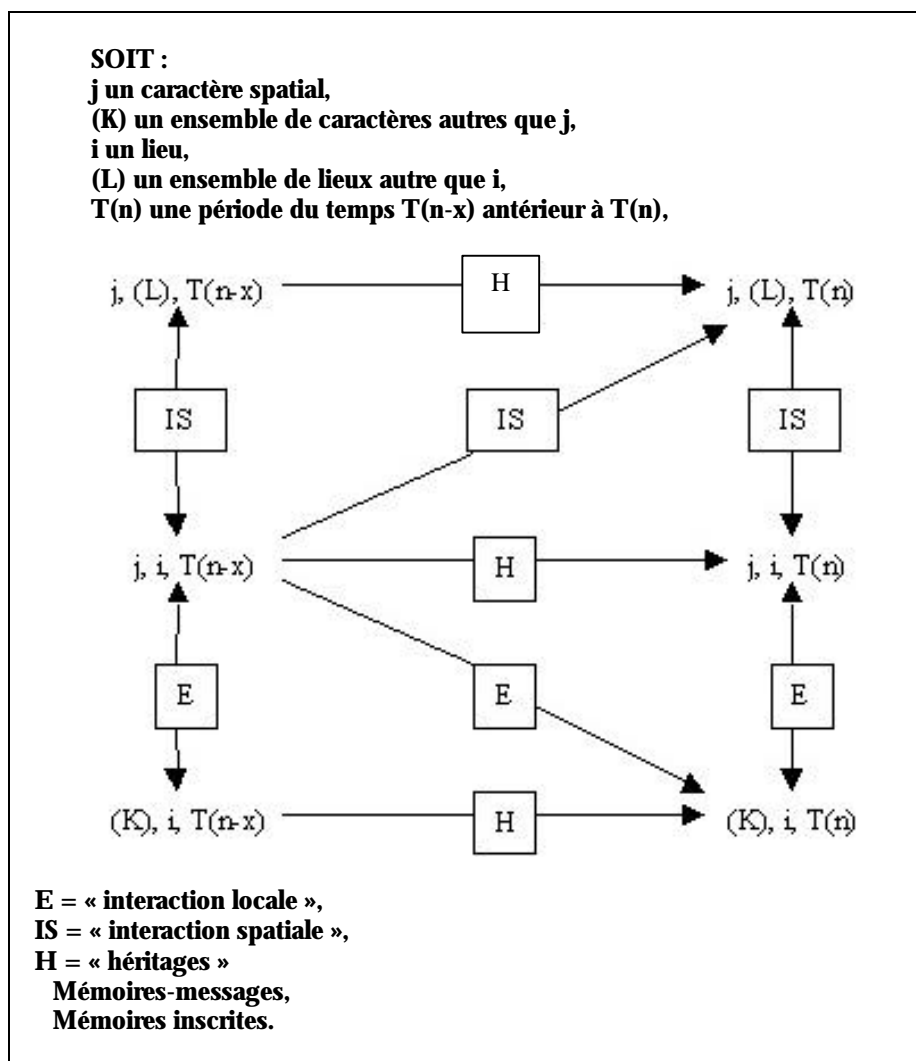 SOIT :
j un caractère spatial,
(K) un ensemble de caractères autres que j,
i un lieu,
(L) un ensemble de lieux autre que i,
T(n) une période du temps T(n-x) antérieur à T(n),
j, (L), T(n-x) H j, (L), T(n)
IS IS IS
j, i, T(n-x) H j, i, T(n)
E E E
(K), i, T(n-x) H (K), i, T(n)
E = « interaction locale »,
IS = « interaction spatiale »,
H = « héritages »
Mémoires-messages,
Mémoires inscrites.